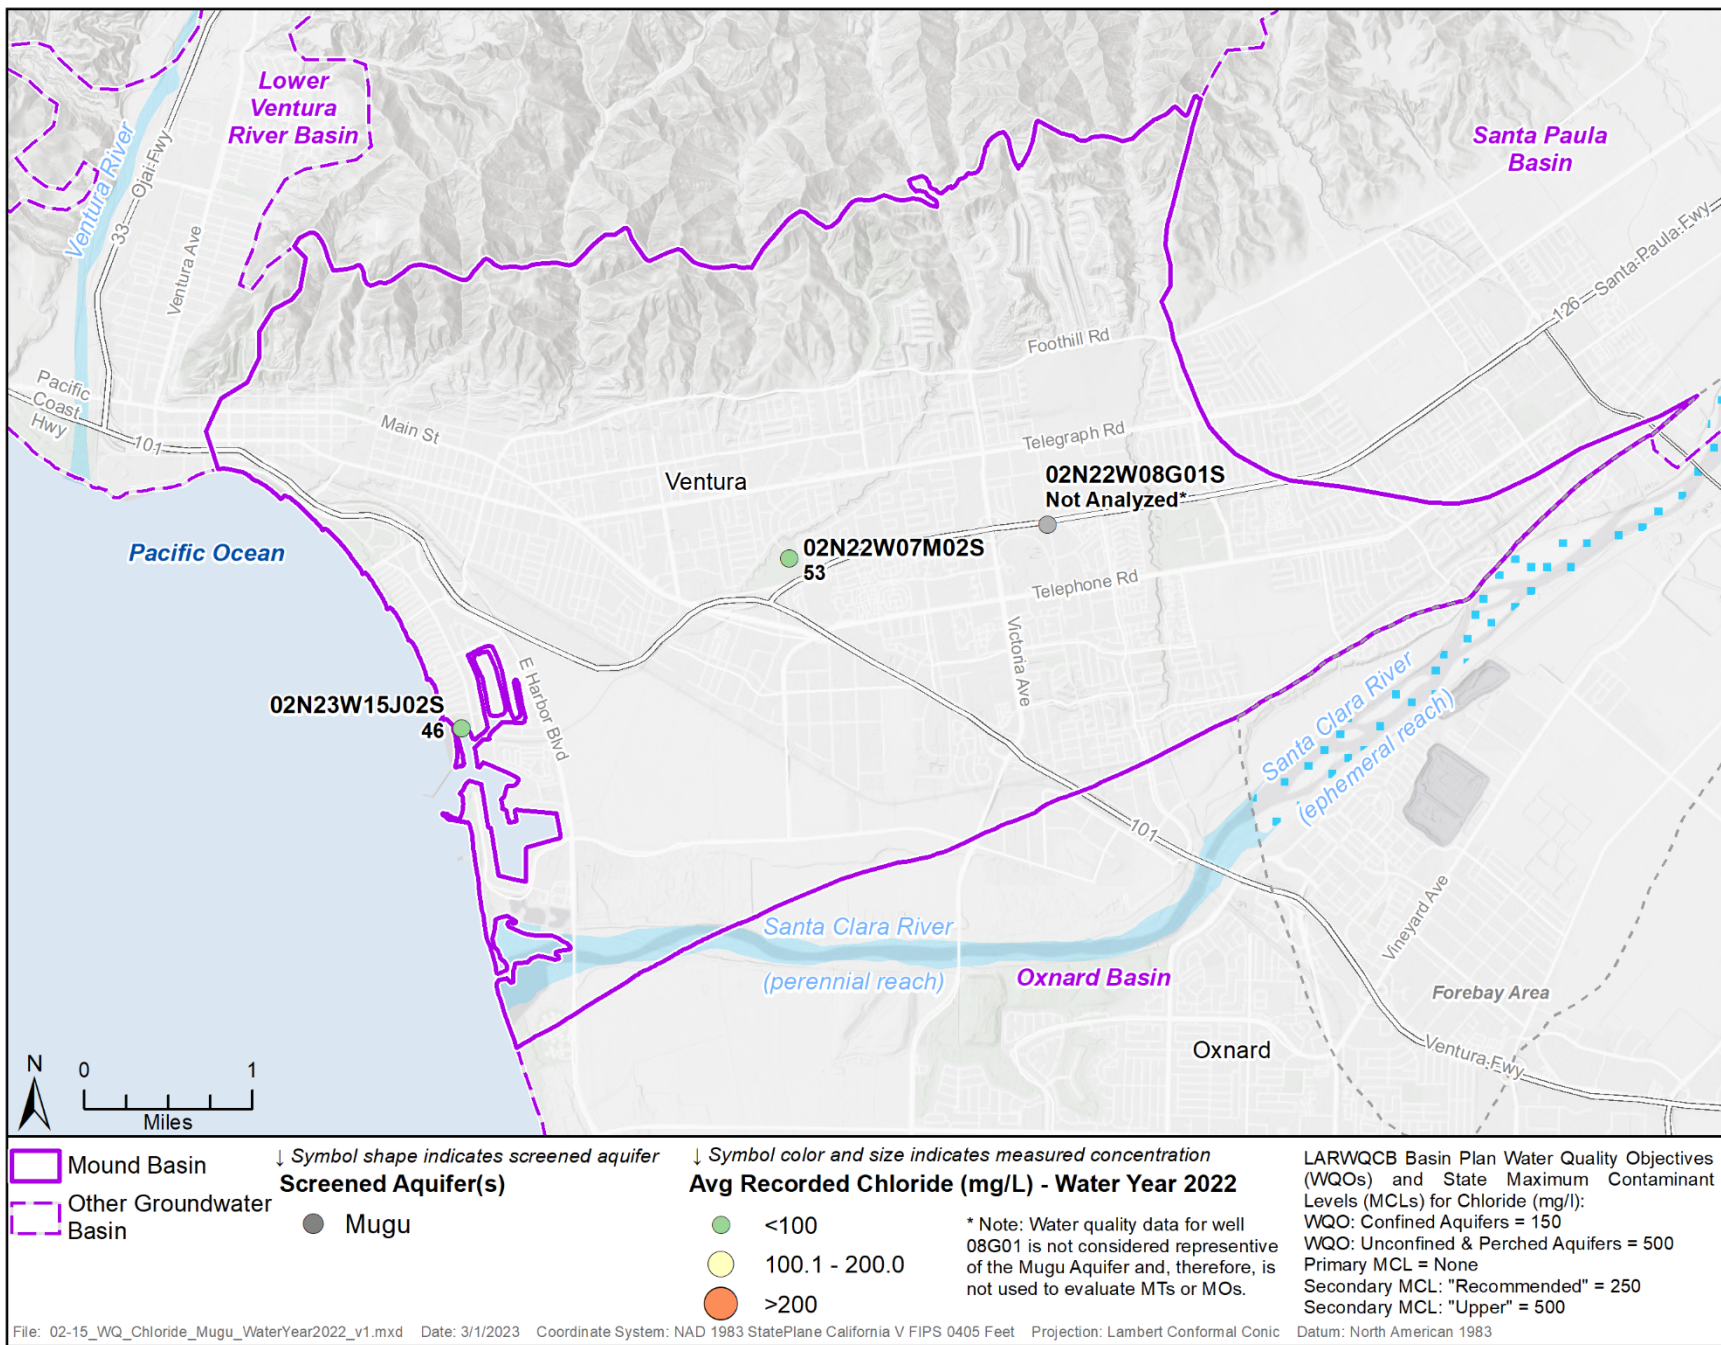 Lower
Ventura
River Basin
Santa Paula
Basin
Ventura River
33
Ojai Fwy
Ventura Ave
126
Santa Paula Fwy
Foothill Rd
Pacific
Coast
Hwy
101
Main St
Telegraph Rd
Ventura
02N22W08G01S
Not Analyzed*
Pacific Ocean
02N22W07M02S
53
Telephone Rd
Victoria Ave
E Harbor Blvd
02N23W15J02S
46
Santa Clara River
(ephemeral reach)
101
Santa Clara River
(perennial reach)
Oxnard Basin
Vineyard Ave
Forebay Area
Oxnard
Ventura Fwy
N
0 1
Miles
Mound Basin
Other Groundwater
Basin
↓ Symbol shape indicates screened aquifer
Screened Aquifer(s)
Mugu
↓ Symbol color and size indicates measured concentration
Avg Recorded Chloride (mg/L) - Water Year 2022
<100
100.1 - 200.0
>200
* Note: Water quality data for well
08G01 is not considered representive
of the Mugu Aquifer and, therefore, is
not used to evaluate MTs or MOs.
LARWQCB Basin Plan Water Quality Objectives
(WQOs) and State Maximum Contaminant
Levels (MCLs) for Chloride (mg/l):
WQO: Confined Aquifers = 150
WQO: Unconfined & Perched Aquifers = 500
Primary MCL = None
Secondary MCL: "Recommended" = 250
Secondary MCL: "Upper" = 500
File: 02-15_WQ_Chloride_Mugu_WaterYear2022_v1.mxd Date: 3/1/2023 Coordinate System: NAD 1983 StatePlane California V FIPS 0405 Feet Projection: Lambert Conformal Conic Datum: North American 1983